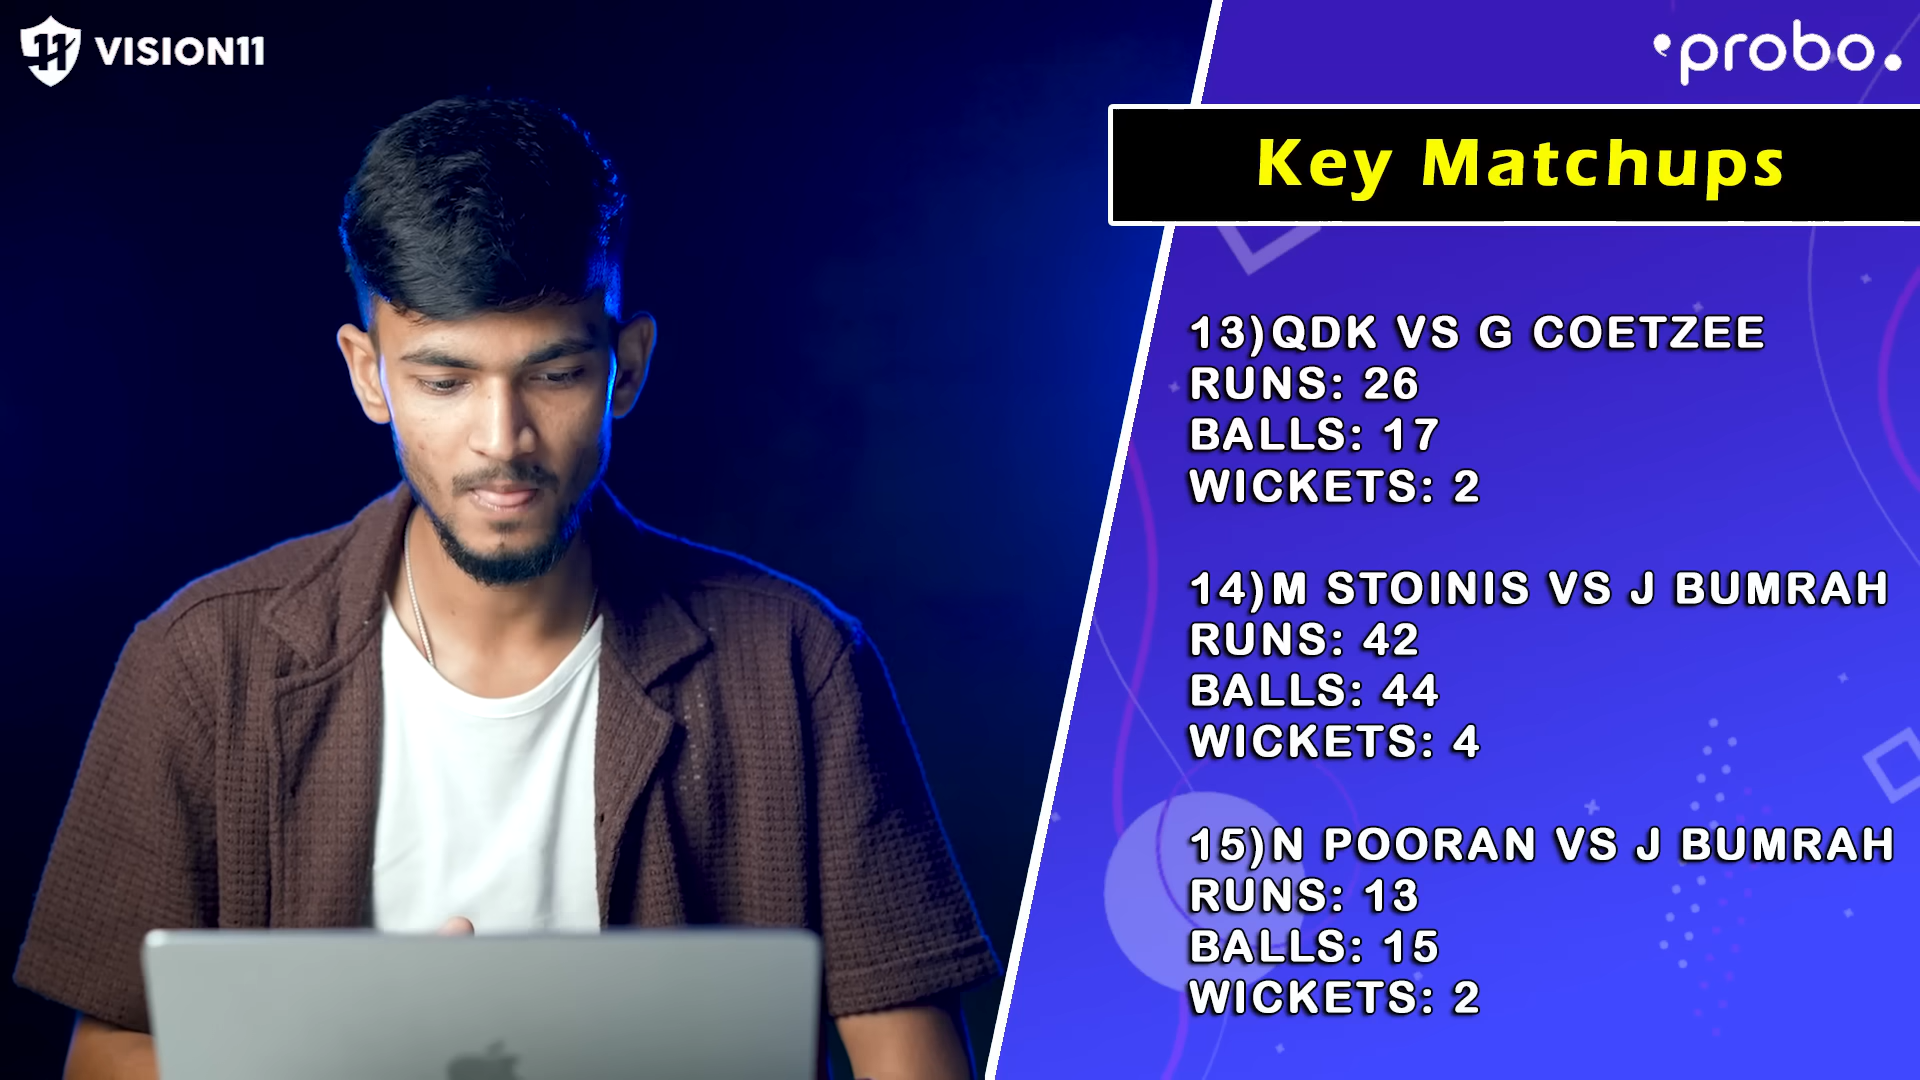 VISION11
probo.
Key Matchups
13)QDK VS G COETZEE
RUNS: 26
BALLS: 17
WICKETS: 2
14)M STOINIS VS J BUMRAH
RUNS: 42
BALLS: 44
WICKETS: 4
15)N POORAN VS J BUMRAH
RUNS: 13
BALLS: 15
WICKETS: 2